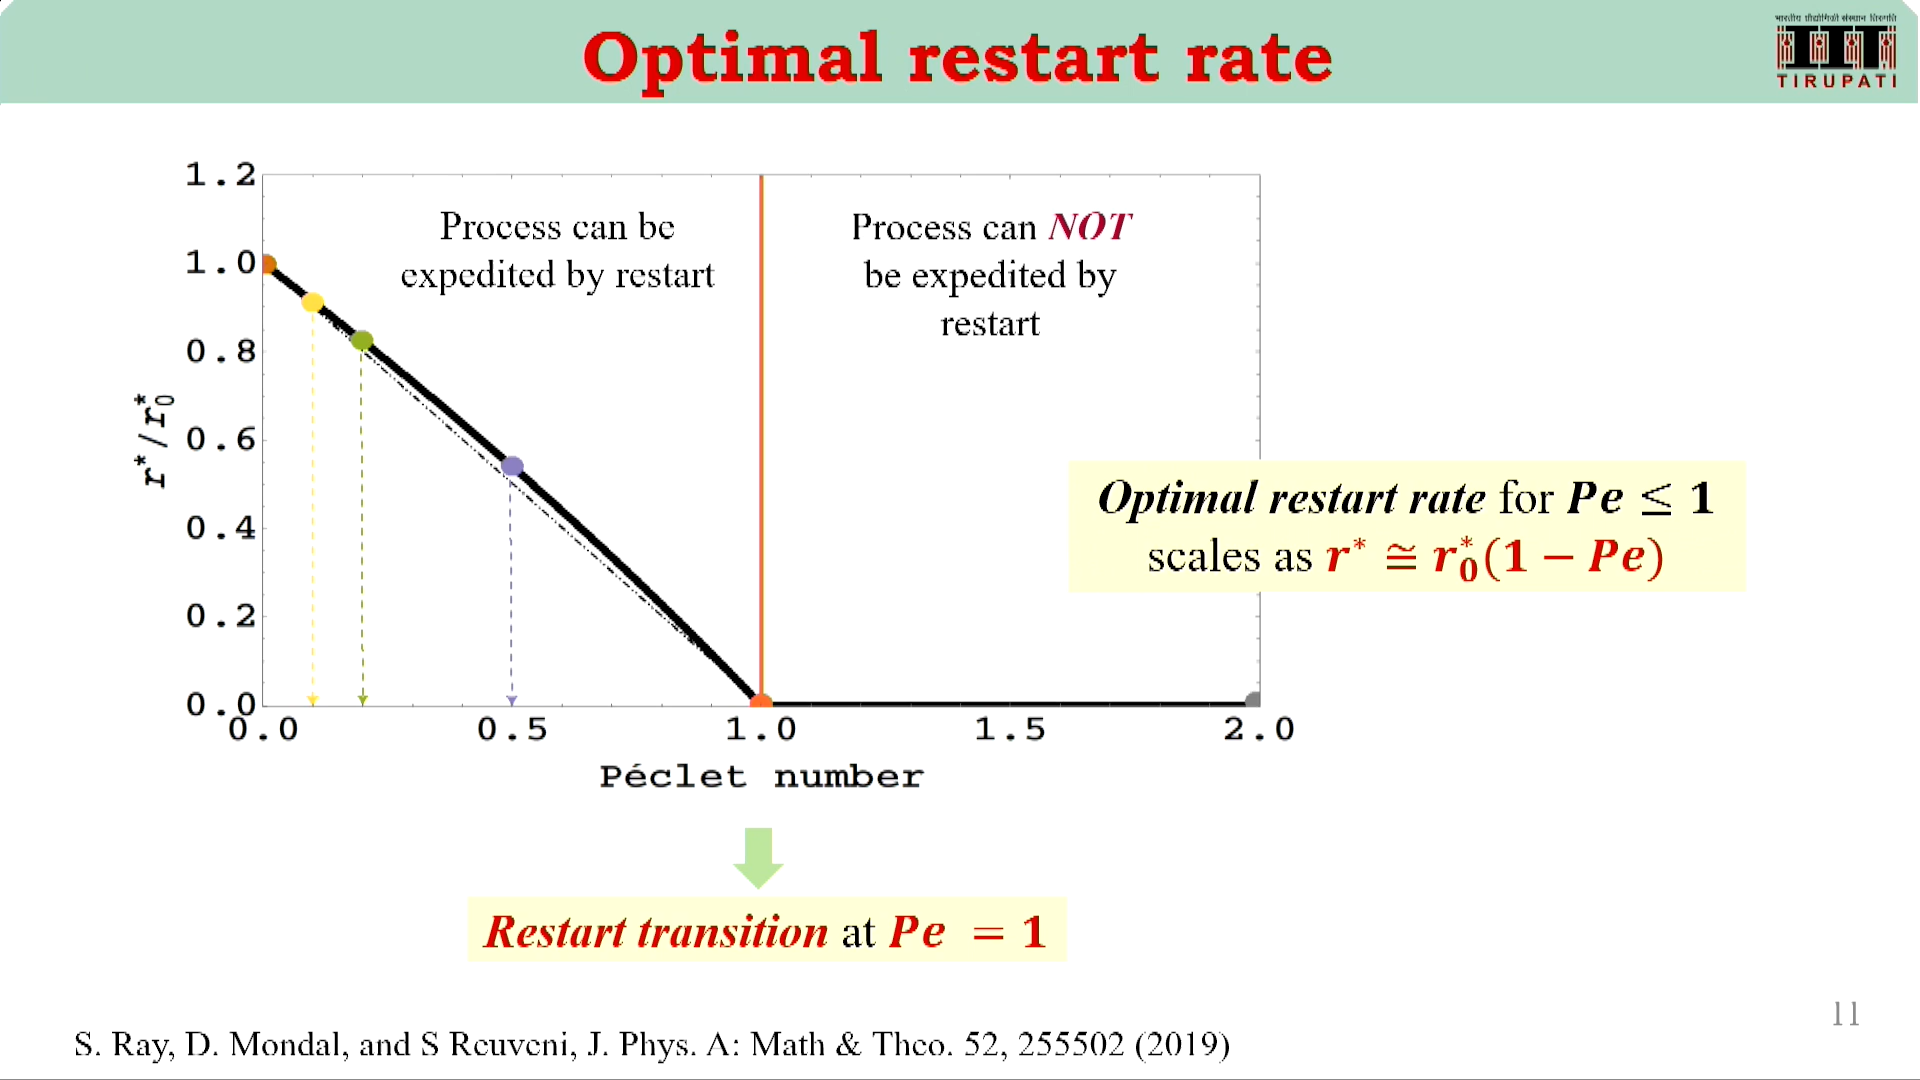 Optimal restart rate
TIRUPATI
1.2
1.0
0.8
0.6
0.4
0.2
0.0
r*/r₀*
Process can be
expedited by restart
Process can NOT
be expedited by
restart
Optimal restart rate for Pe ≤ 1
scales as r* ≅ r₀*(1 − Pe)
0.0 0.5 1.0 1.5 2.0
Péclet number
Restart transition at Pe = 1
11
S. Ray, D. Mondal, and S Reuveni, J. Phys. A: Math & Theo. 52, 255502 (2019)